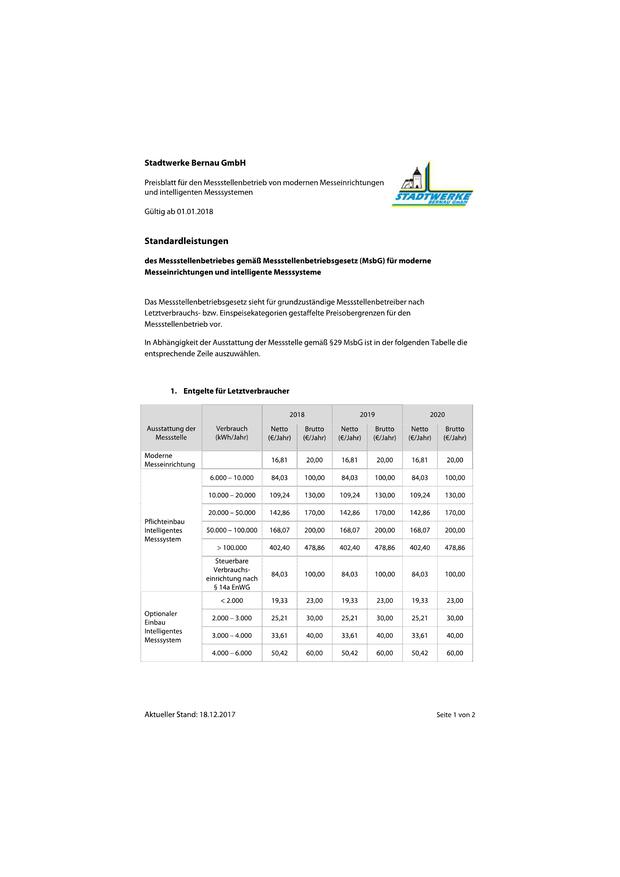 Stadtwerke Bernau GmbH
Preisblatt für den Messstellenbetrieb von modernen Messeinrichtungen
und intelligenten Messsystemen
STADTWERKE
BERNAU GMBH
Gültig ab 01.01.2018
Standardleistungen
des Messstellenbetriebes gemäß Messstellenbetriebsgesetz (MsbG) für moderne
Messeinrichtungen und intelligente Messsysteme
Das Messstellenbetriebsgesetz sieht für grundzuständige Messstellenbetreiber nach
Letztverbrauchs- bzw. Einspeisekategorien gestaffelte Preisobergrenzen für den
Messstellenbetrieb vor.
In Abhängigkeit der Ausstattung der Messstelle gemäß §29 MsbG ist in der folgenden Tabelle die
entsprechende Zeile auszuwählen.
1. Entgelte für Letztverbraucher
2018 2019 2020
Ausstattung der Verbrauch Netto Brutto Netto Brutto Netto Brutto
Messstelle (kWh/Jahr) (€/Jahr) (€/Jahr) (€/Jahr) (€/Jahr) (€/Jahr) (€/Jahr)
Moderne
Messeinrichtung 16,81 20,00 16,81 20,00 16,81 20,00
6.000 – 10.000 84,03 100,00 84,03 100,00 84,03 100,00
10.000 – 20.000 109,24 130,00 109,24 130,00 109,24 130,00
20.000 – 50.000 142,86 170,00 142,86 170,00 142,86 170,00
Pflichteinbau
Intelligentes
Messsystem
50.000 – 100.000 168,07 200,00 168,07 200,00 168,07 200,00
> 100.000 402,40 478,86 402,40 478,86 402,40 478,86
Steuerbare
Verbrauchs-
einrichtung nach
§ 14a EnWG
84,03 100,00 84,03 100,00 84,03 100,00
< 2.000 19,33 23,00 19,33 23,00 19,33 23,00
Optionaler
Einbau
Intelligentes
Messsystem
2.000 – 3.000 25,21 30,00 25,21 30,00 25,21 30,00
3.000 – 4.000 33,61 40,00 33,61 40,00 33,61 40,00
4.000 – 6.000 50,42 60,00 50,42 60,00 50,42 60,00
Aktueller Stand: 18.12.2017 Seite 1 von 2